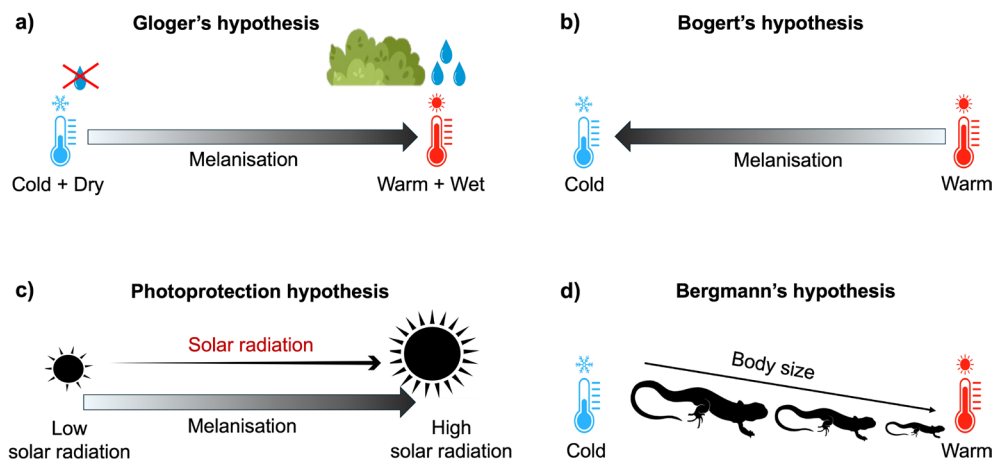 a) Gloger's hypothesis
Melanisation
Cold + Dry
Warm + Wet
b) Bogert's hypothesis
Melanisation
Cold
Warm
c) Photoprotection hypothesis
Solar radiation
Melanisation
Low
solar radiation
High
solar radiation
d) Bergmann's hypothesis
Body size
Cold
Warm